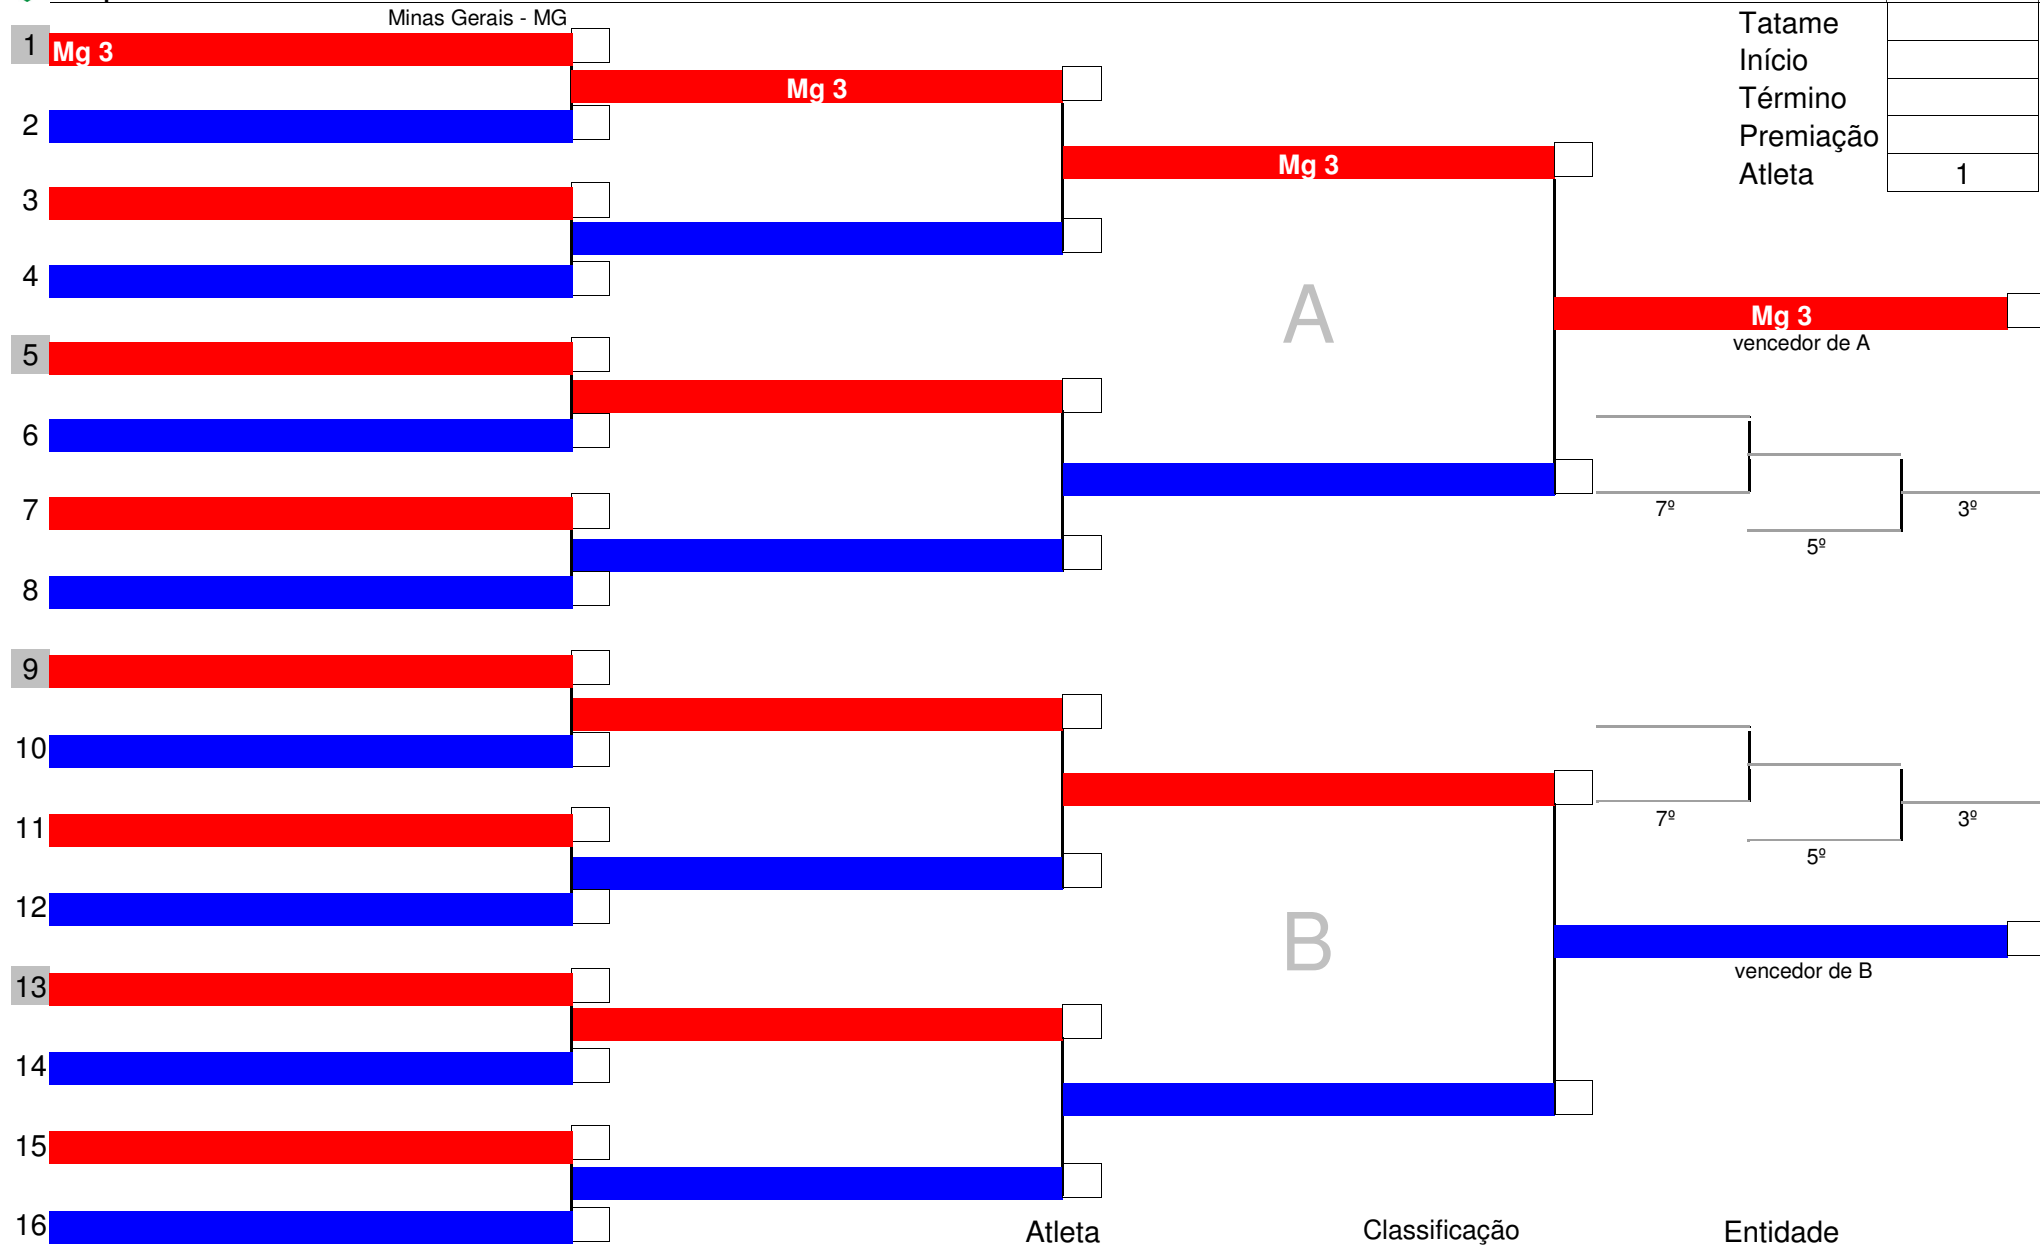 Minas Gerais - MG
Tatame
1
Mg 3
Início
Mg 3
Término
2
Premiação
Mg 3
Atleta 1
3
4
A
Mg 3
vencedor de A
5
6
7
7º
3º
5º
8
9
10
11
7º
3º
5º
12
B
vencedor de B
13
14
15
16
Atleta
Classificação
Entidade